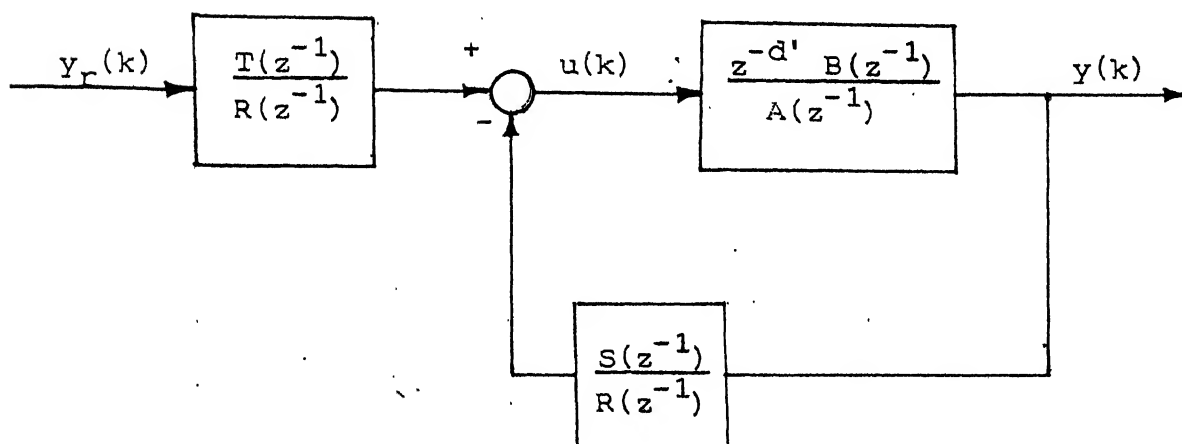 y_r(k)
T(z^{-1})
R(z^{-1})
+
-
u(k)
z^{-d'} B(z^{-1})
A(z^{-1})
y(k)
S(z^{-1})
R(z^{-1})